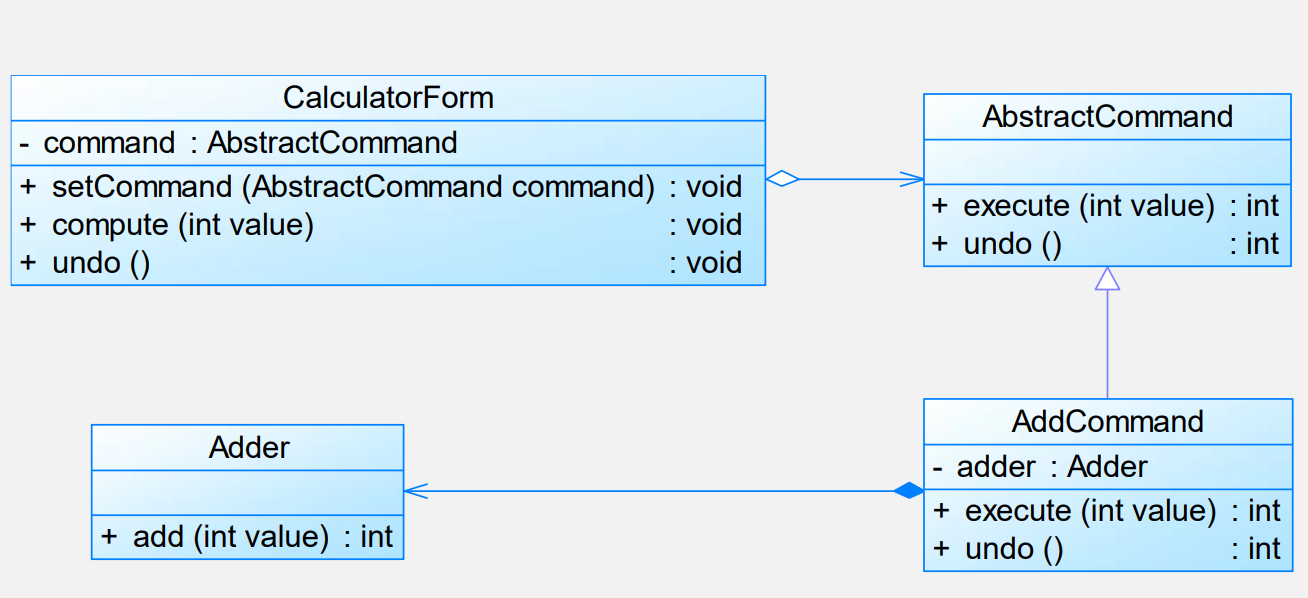 CalculatorForm
- command : AbstractCommand
+ setCommand (AbstractCommand command) : void
+ compute (int value) : void
+ undo () : void
AbstractCommand
+ execute (int value) : int
+ undo () : int
Adder
+ add (int value) : int
AddCommand
- adder : Adder
+ execute (int value) : int
+ undo () : int